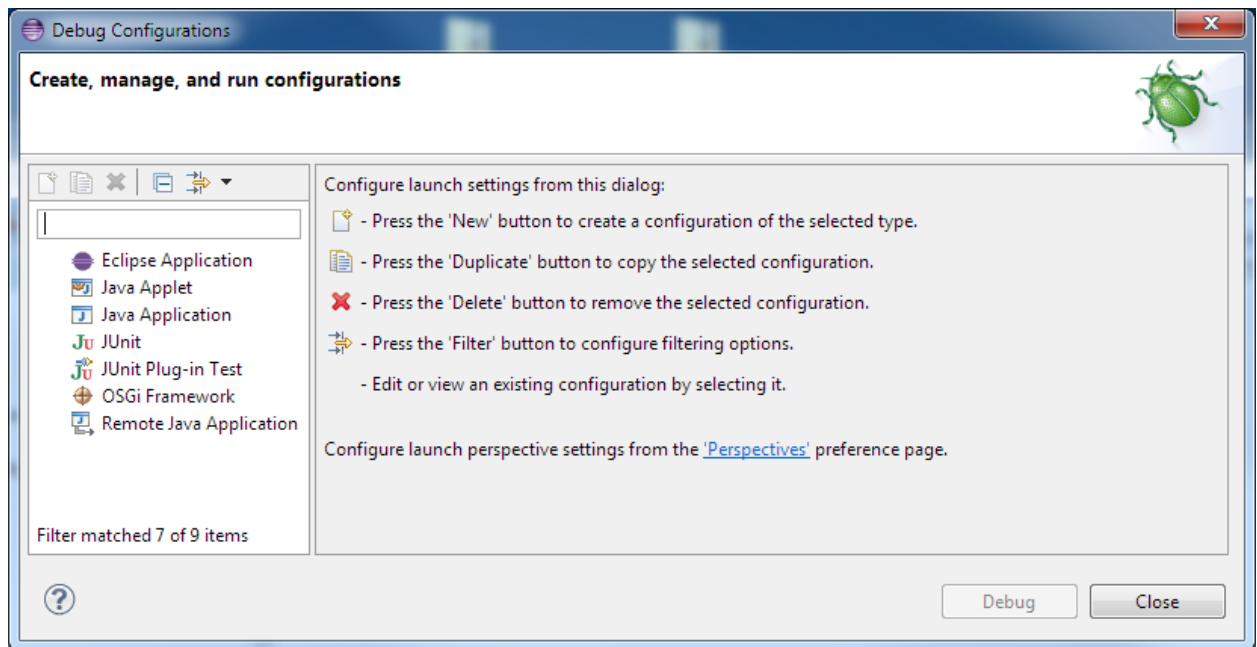 Debug Configurations
Create, manage, and run configurations
Eclipse Application
Java Applet
Java Application
JUnit
JUnit Plug-in Test
OSGi Framework
Remote Java Application
Filter matched 7 of 9 items
Configure launch settings from this dialog:
- Press the 'New' button to create a configuration of the selected type.
- Press the 'Duplicate' button to copy the selected configuration.
- Press the 'Delete' button to remove the selected configuration.
- Press the 'Filter' button to configure filtering options.
- Edit or view an existing configuration by selecting it.
Configure launch perspective settings from the 'Perspectives' preference page.
Debug
Close